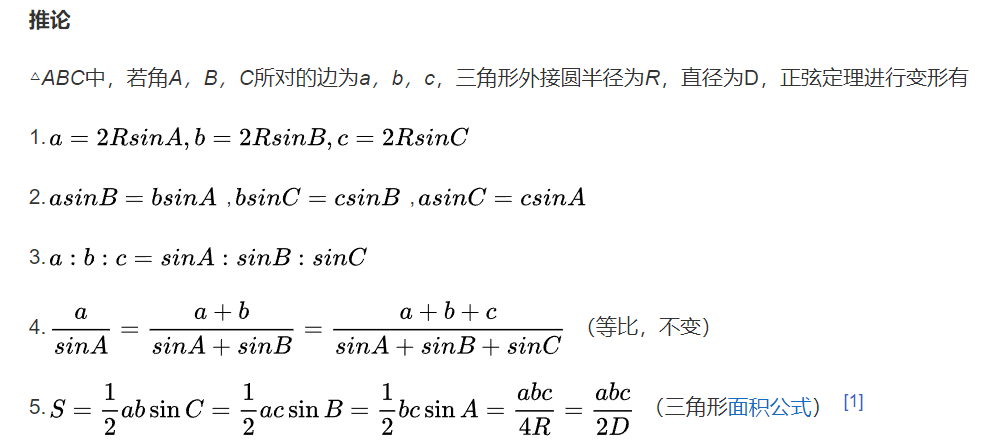 推论
△ABC中，若角A，B，C所对的边为a，b，c，三角形外接圆半径为R，直径为D，正弦定理进行变形有
1. a = 2RsinA, b = 2RsinB, c = 2RsinC
2. asinB = bsinA ,bsinC = csinB ,asinC = csinA
3. a : b : c = sinA : sinB : sinC
4. \frac{a}{sinA} = \frac{a+b}{sinA+sinB} = \frac{a+b+c}{sinA+sinB+sinC} （等比，不变）
5. S = \frac{1}{2}ab sin C = \frac{1}{2}ac sin B = \frac{1}{2}bc sin A = \frac{abc}{4R} = \frac{abc}{2D} （三角形面积公式） [1]